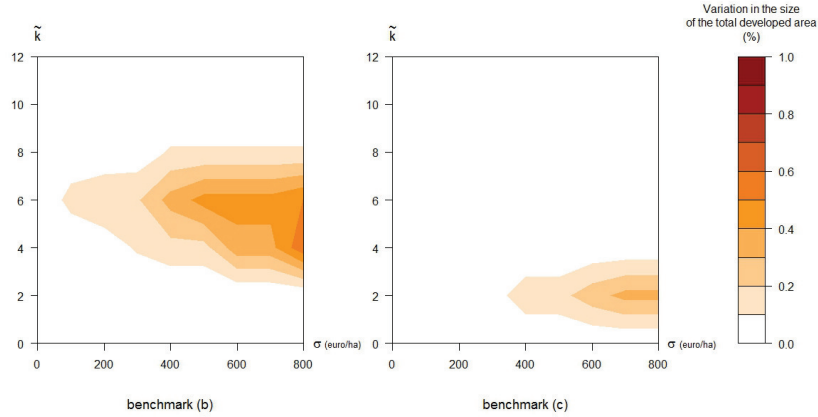 Variation in the size
of the total developed area
(%)
k̃
k̃
12
10
8
6
4
2
0
12
10
8
6
4
2
0
1.0
0.8
0.6
0.4
0.2
0.0
σ (euro/ha)
σ (euro/ha)
0 200 400 600 800
0 200 400 600 800
benchmark (b)
benchmark (c)